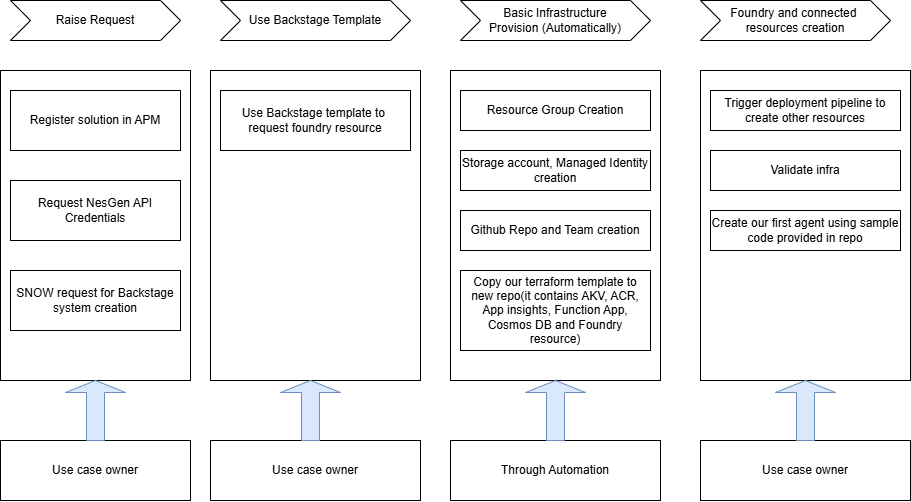 Raise Request
Use Backstage Template
Basic Infrastructure
Provision (Automatically)
Foundry and connected
resources creation
Register solution in APM
Request NesGen API
Credentials
SNOW request for Backstage
system creation
Use Backstage template to
request foundry resource
Resource Group Creation
Storage account, Managed Identity
creation
Github Repo and Team creation
Copy our terraform template to
new repo(it contains AKV, ACR,
App insights, Function App,
Cosmos DB and Foundry
resource)
Trigger deployment pipeline to
create other resources
Validate infra
Create our first agent using sample
code provided in repo
Use case owner
Use case owner
Through Automation
Use case owner